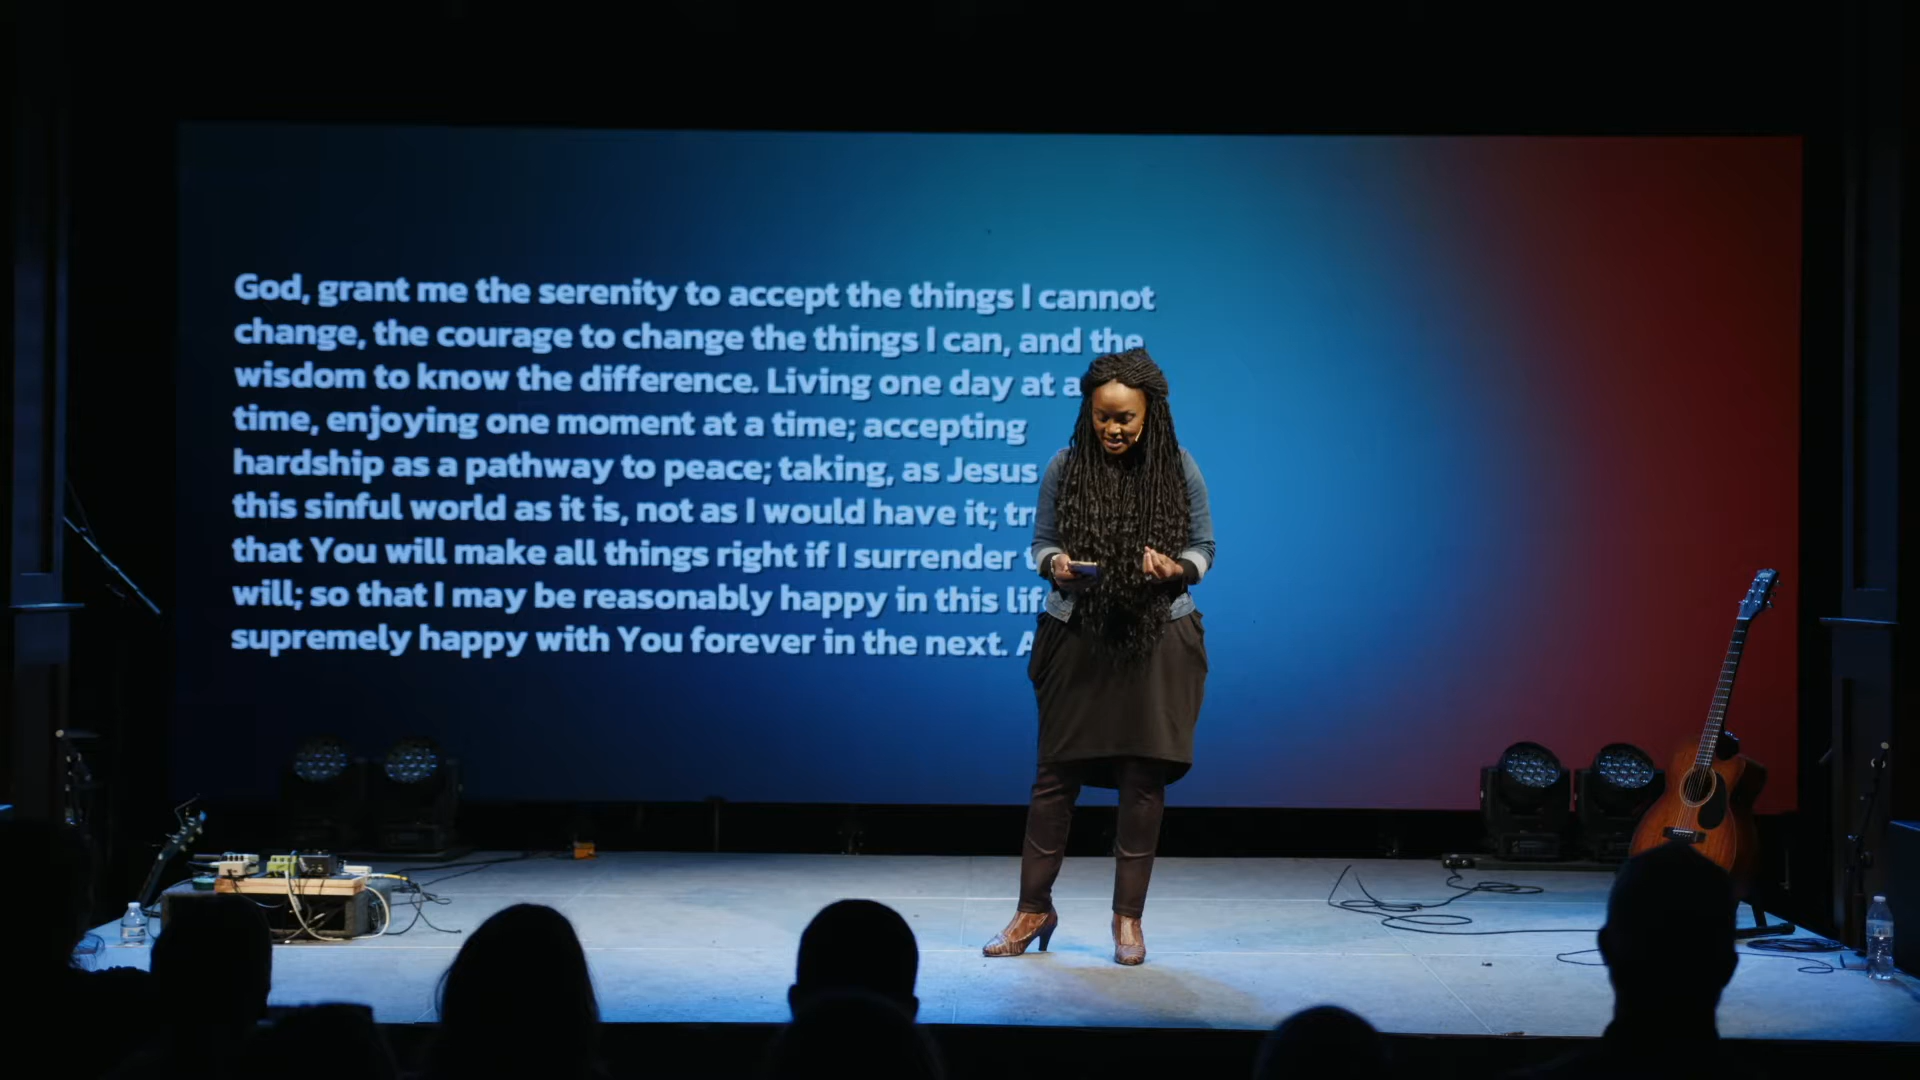 God, grant me the serenity to accept the things I cannot
change, the courage to change the things I can, and the
wisdom to know the difference. Living one day at a
time, enjoying one moment at a time; accepting
hardship as a pathway to peace; taking, as Jesus
this sinful world as it is, not as I would have it;
that You will make all things right if I surrender
will; so that I may be reasonably happy in this
supremely happy with You forever in the next.